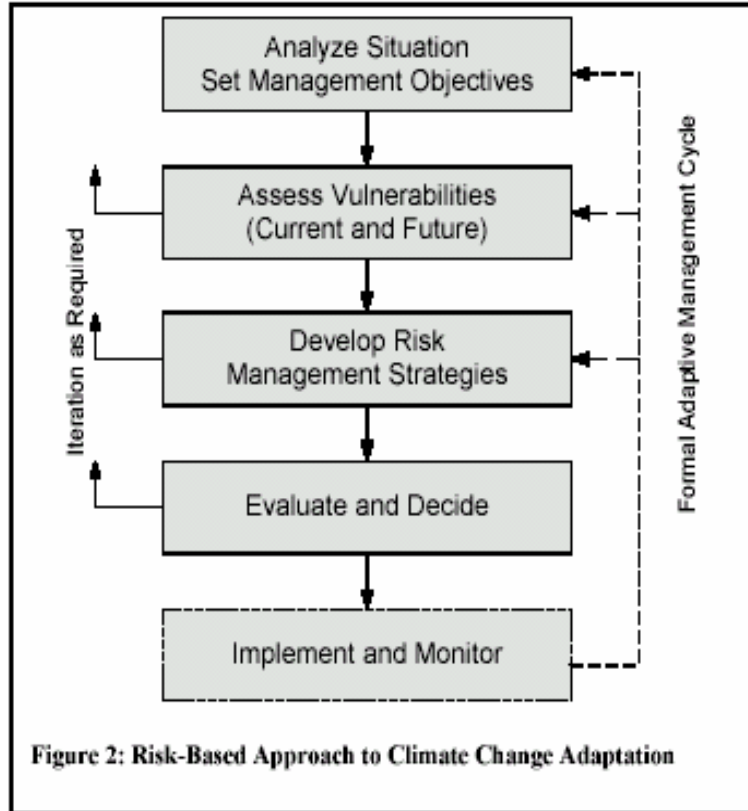 Analyze Situation
Set Management Objectives
Assess Vulnerabilities
(Current and Future)
Develop Risk
Management Strategies
Evaluate and Decide
Implement and Monitor
Iteration as Required
Formal Adaptive Management Cycle
Figure 2: Risk-Based Approach to Climate Change Adaptation